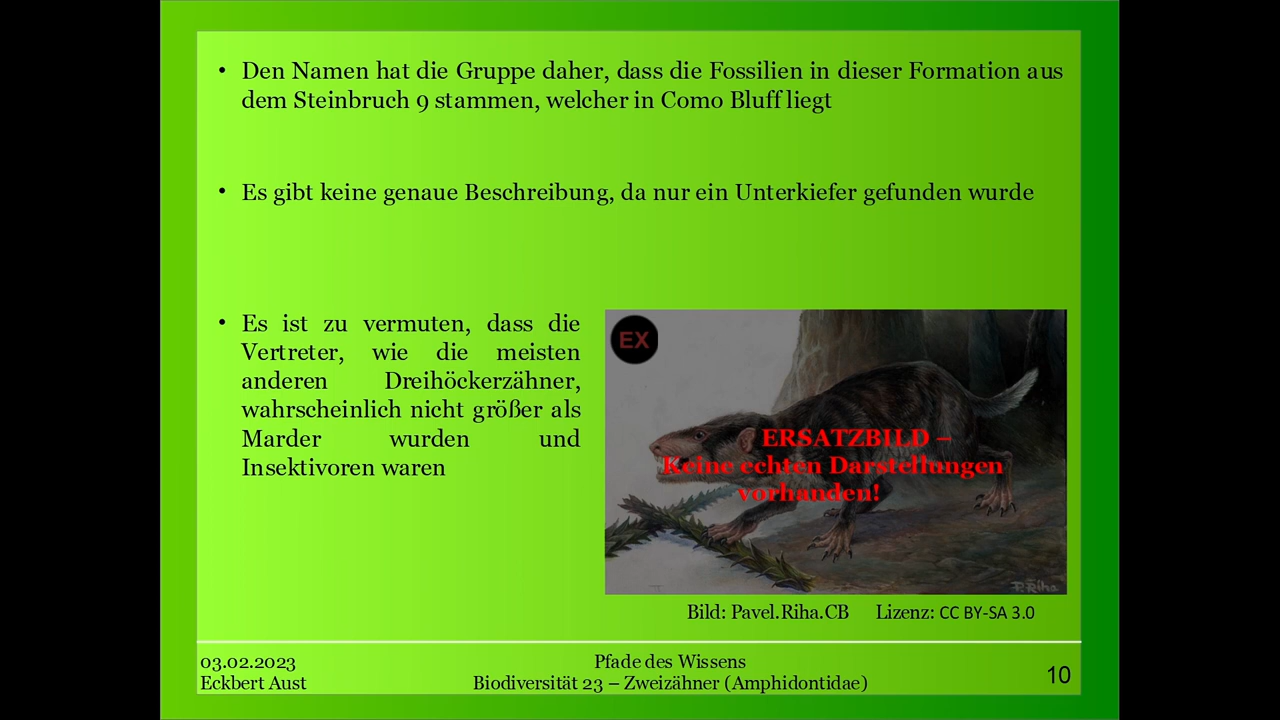 • Den Namen hat die Gruppe daher, dass die Fossilien in dieser Formation aus
dem Steinbruch 9 stammen, welcher in Como Bluff liegt
• Es gibt keine genaue Beschreibung, da nur ein Unterkiefer gefunden wurde
• Es ist zu vermuten, dass die
Vertreter, wie die meisten
anderen Dreihöckerzähner,
wahrscheinlich nicht größer als
Marder wurden und
Insektivoren waren
EX
ERSATZBILD –
Keine echten Darstellungen
vorhanden!
P.Riha
Bild: Pavel.Riha.CB Lizenz: CC BY-SA 3.0
03.02.2023
Eckbert Aust
Pfade des Wissens
Biodiversität 23 – Zweizähner (Amphidontidae)
10